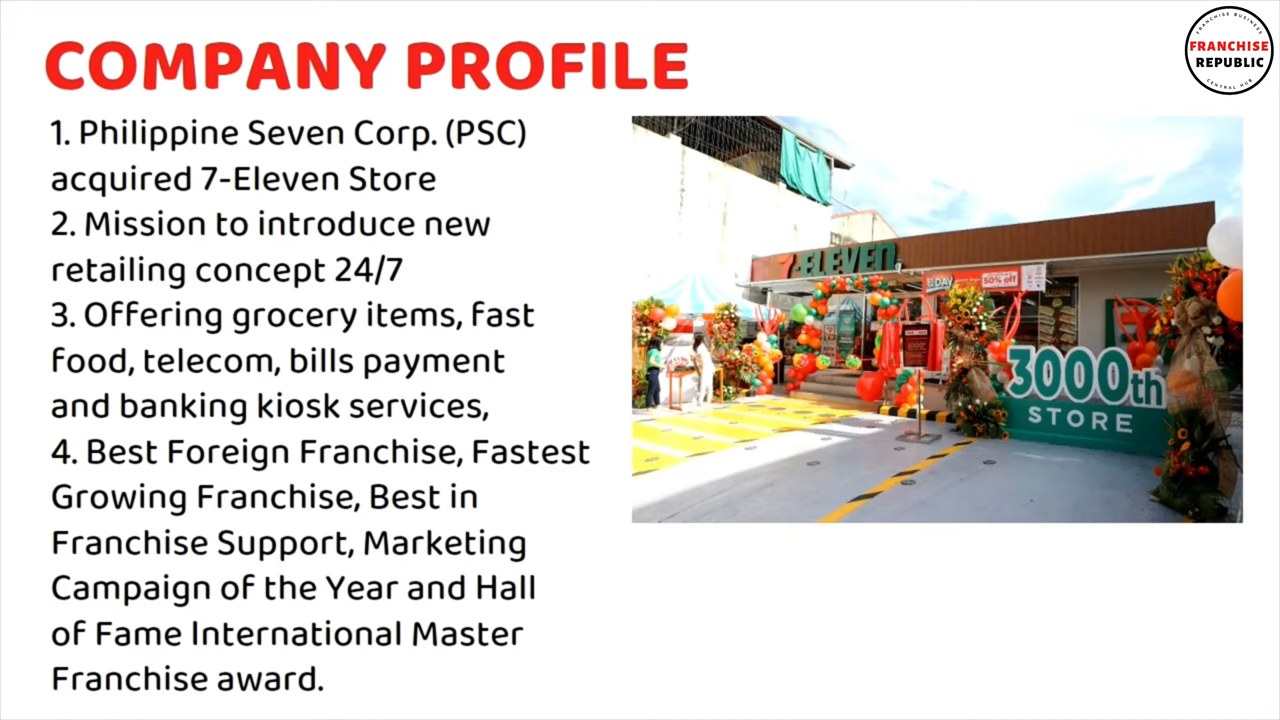 COMPANY PROFILE
1. Philippine Seven Corp. (PSC)
acquired 7-Eleven Store
2. Mission to introduce new
retailing concept 24/7
3. Offering grocery items, fast
food, telecom, bills payment
and banking kiosk services,
4. Best Foreign Franchise, Fastest
Growing Franchise, Best in
Franchise Support, Marketing
Campaign of the Year and Hall
of Fame International Master
Franchise award.
FRANCHISE BUSINESS
FRANCHISE
REPUBLIC
CENTRAL HUB
7-ELEVEN
DAY
50% off
3000th
STORE